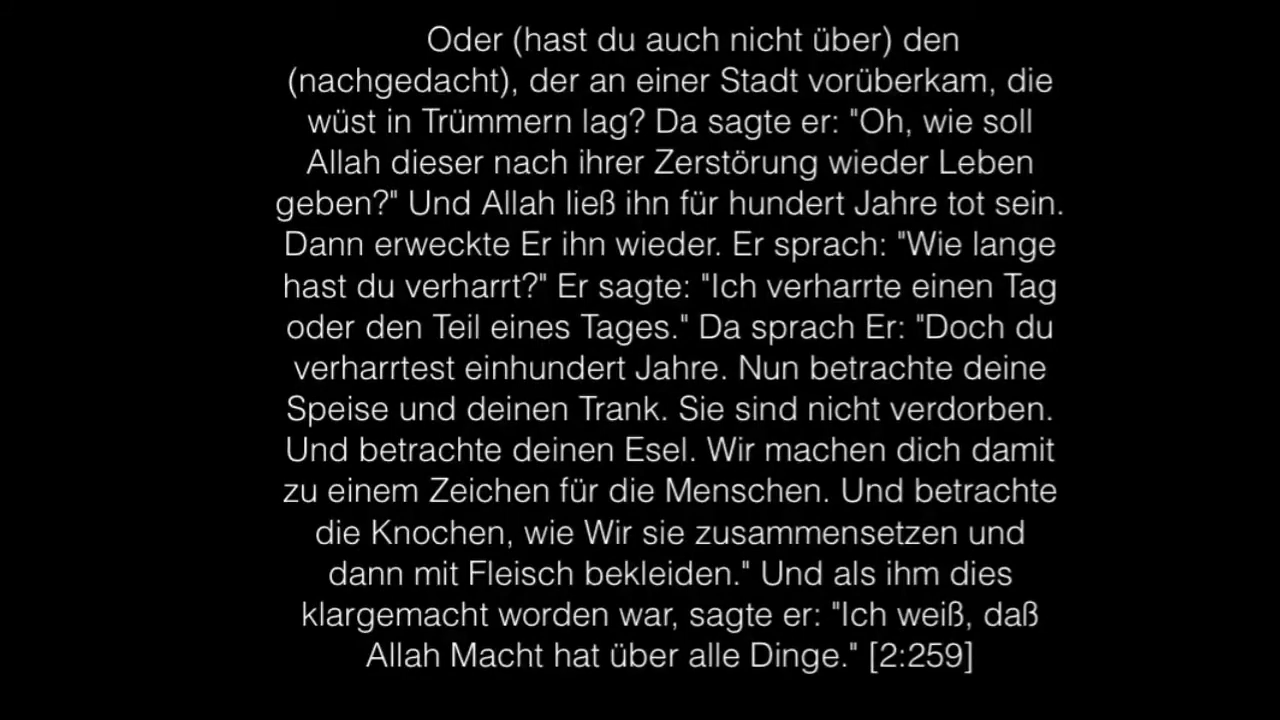 Oder (hast du auch nicht über) den
(nachgedacht), der an einer Stadt vorüberkam, die
wüst in Trümmern lag? Da sagte er: "Oh, wie soll
Allah dieser nach ihrer Zerstörung wieder Leben
geben?" Und Allah ließ ihn für hundert Jahre tot sein.
Dann erweckte Er ihn wieder. Er sprach: "Wie lange
hast du verharrt?" Er sagte: "Ich verharrte einen Tag
oder den Teil eines Tages." Da sprach Er: "Doch du
verharrtest einhundert Jahre. Nun betrachte deine
Speise und deinen Trank. Sie sind nicht verdorben.
Und betrachte deinen Esel. Wir machen dich damit
zu einem Zeichen für die Menschen. Und betrachte
die Knochen, wie Wir sie zusammensetzen und
dann mit Fleisch bekleiden." Und als ihm dies
klargemacht worden war, sagte er: "Ich weiß, daß
Allah Macht hat über alle Dinge." [2:259]